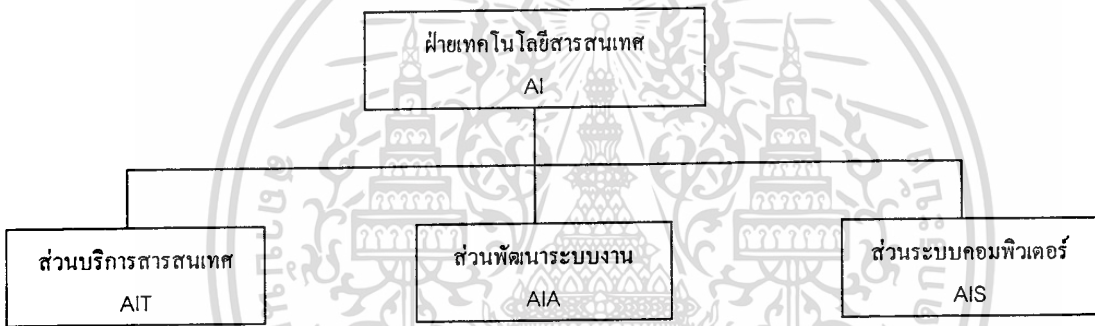 ฝ่ายเทคโนโลยีสารสนเทศ
AI
ส่วนบริการสารสนเทศ
AIT
ส่วนพัฒนาระบบงาน
AIA
ส่วนระบบคอมพิวเตอร์
AIS